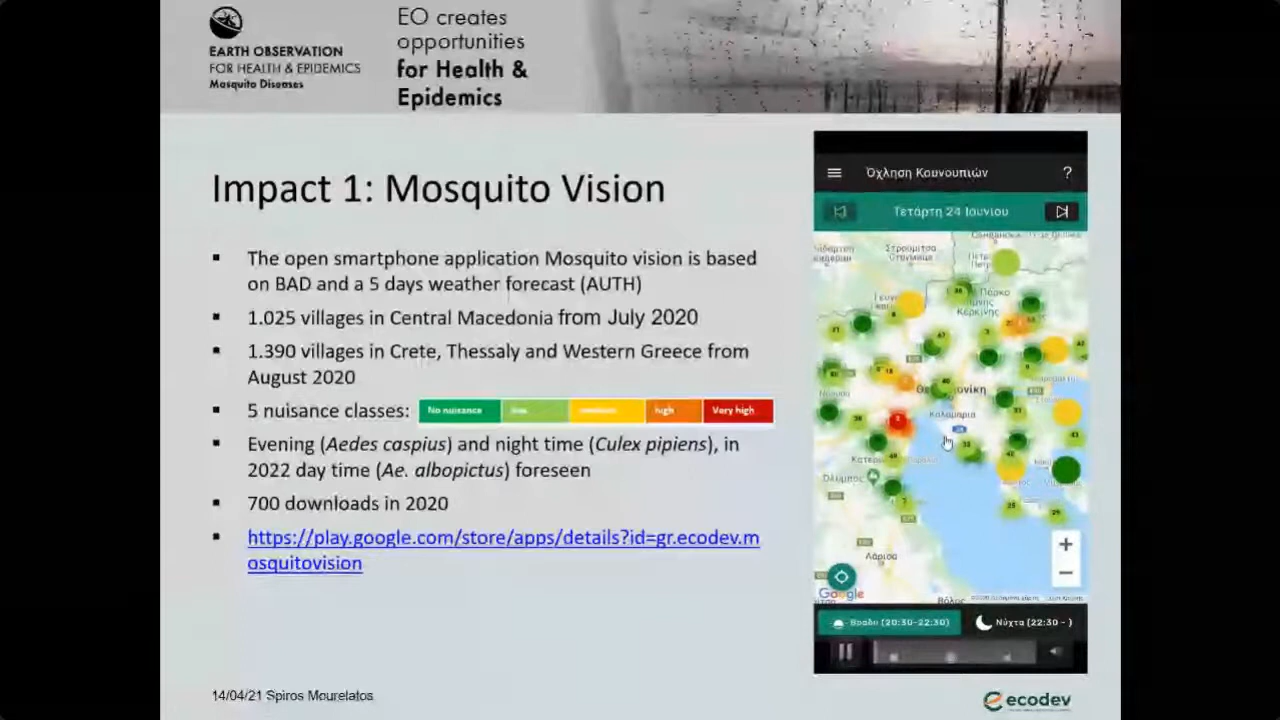 EARTH OBSERVATION
FOR HEALTH & EPIDEMICS
Mosquito Diseases
EO creates
opportunities
for Health &
Epidemics
Impact 1: Mosquito Vision
▪ The open smartphone application Mosquito vision is based
on BAD and a 5 days weather forecast (AUTH)
▪ 1.025 villages in Central Macedonia from July 2020
▪ 1.390 villages in Crete, Thessaly and Western Greece from
August 2020
▪ 5 nuisance classes:
No nuisance
high
Very high
▪ Evening (Aedes caspius) and night time (Culex pipiens), in
2022 day time (Ae. albopictus) foreseen
▪ 700 downloads in 2020
▪ https://play.google.com/store/apps/details?id=gr.ecodev.m
osquitovision
Όχληση Κουνουπιών
?
Τετάρτη 24 Ιουνιου
Στρούμιτσα
Πάρκο
Κερκίνης
Καλαμαριά
Όλυμπος
Λάρισα
Βόλος
Google
+
−
Βράδυ (20:30-22:30)
Νύχτα (22:30 - )
14/04/21 Spiros Mourelatos
ecodev